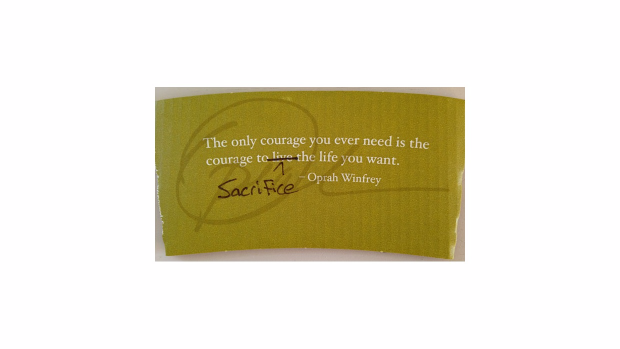 The only courage you ever need is the
courage to live the life you want.
Sacrifice
–Oprah Winfrey